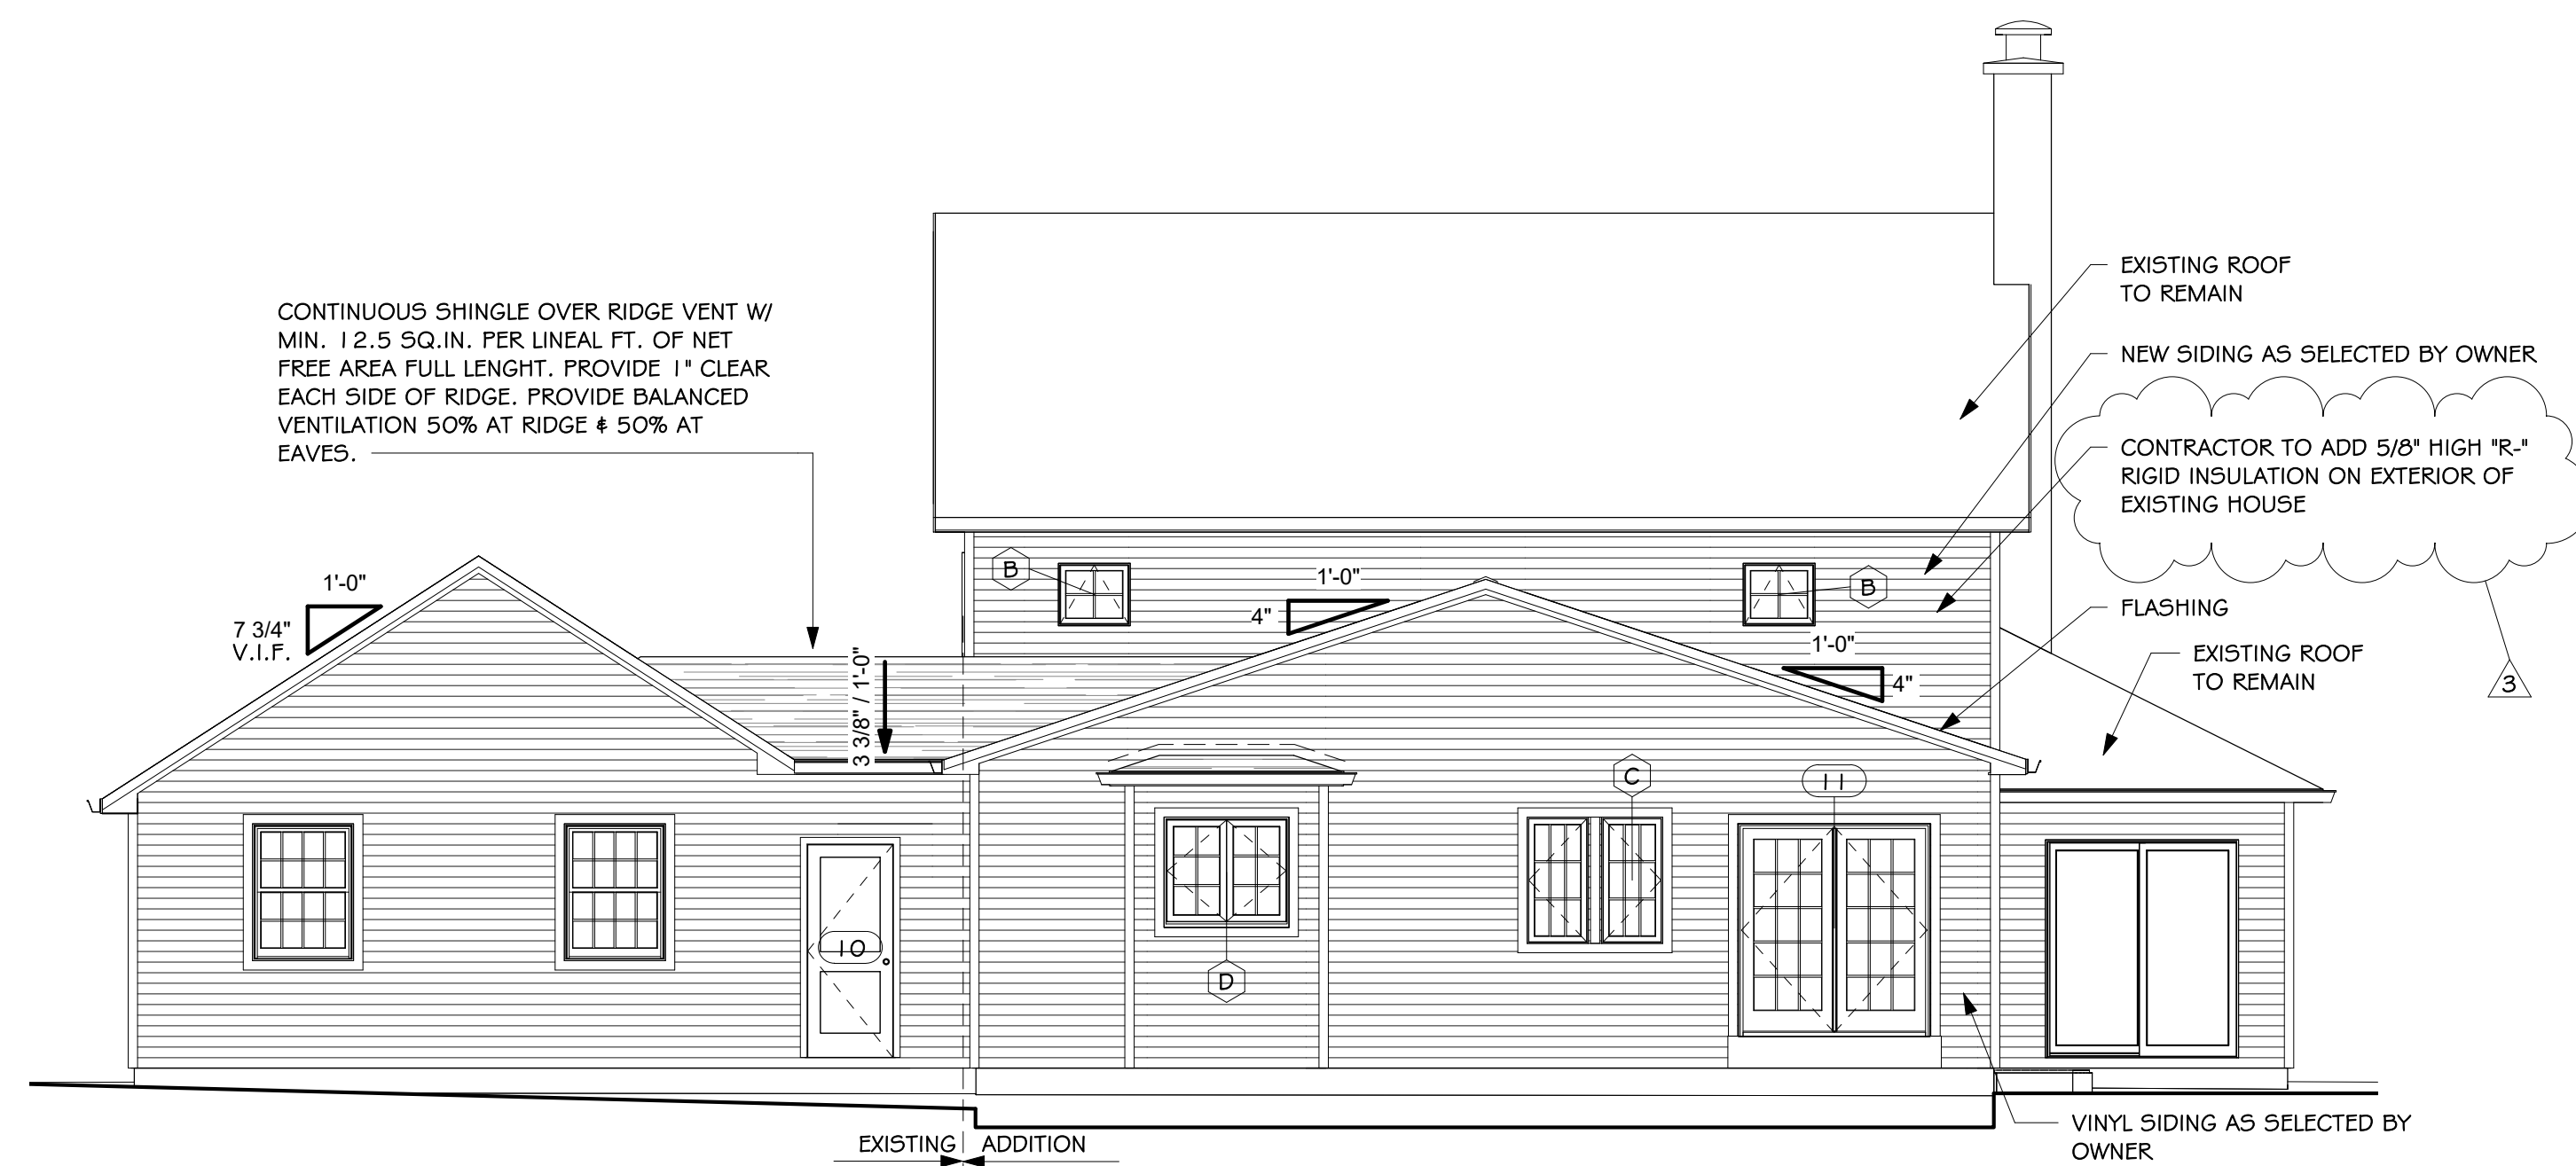 CONTINUOUS SHINGLE OVER RIDGE VENT W/
MIN. 12.5 SQ.IN. PER LINEAL FT. OF NET
FREE AREA FULL LENGHT. PROVIDE 1" CLEAR
EACH SIDE OF RIDGE. PROVIDE BALANCED
VENTILATION 50% AT RIDGE & 50% AT
EAVES.
EXISTING ROOF
TO REMAIN
NEW SIDING AS SELECTED BY OWNER
CONTRACTOR TO ADD 5/8" HIGH "R-"
RIGID INSULATION ON EXTERIOR OF
EXISTING HOUSE
FLASHING
EXISTING ROOF
TO REMAIN
3
1'-0"
7 3/4"
V.I.F.
3 3/8" / 1'-0"
B
1'-0"
4"
B
1'-0"
4"
C
11
10
D
VINYL SIDING AS SELECTED BY
OWNER
EXISTING
ADDITION